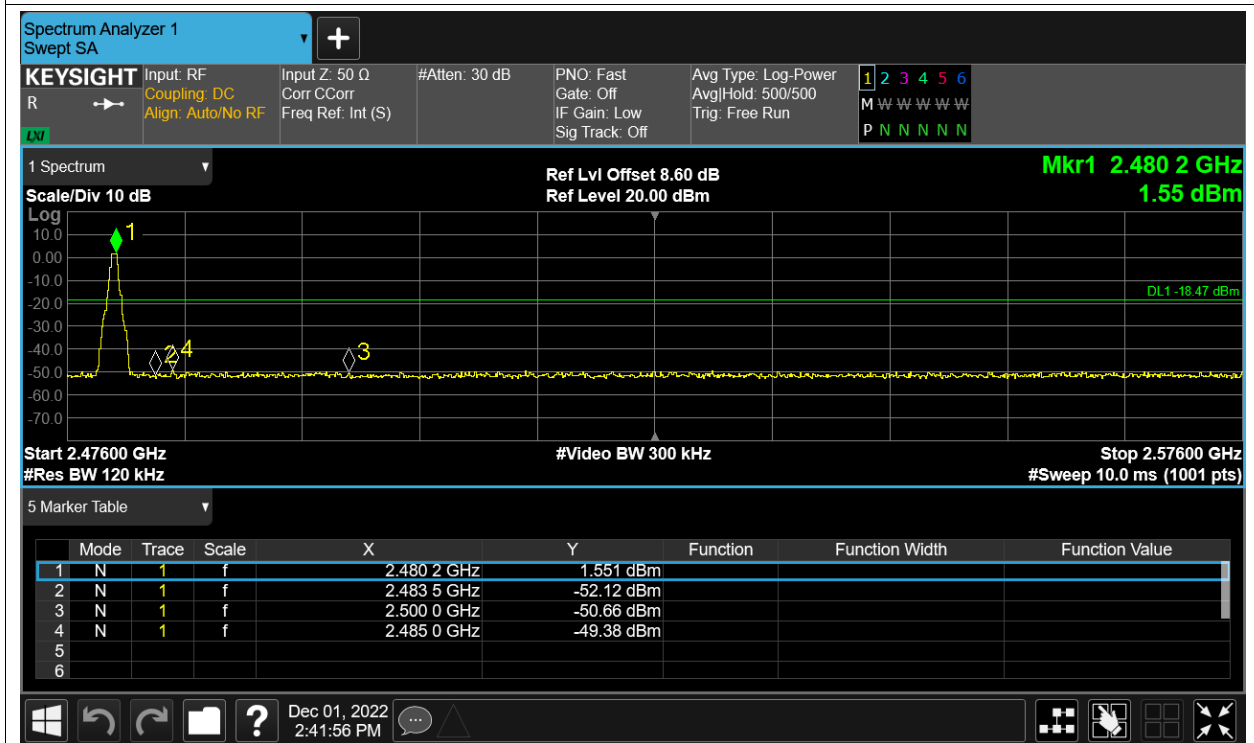 Spectrum Analyzer 1
Swept SA
KEYSIGHT Input: RF Input Z: 50 Ω #Atten: 30 dB PNO: Fast Avg Type: Log-Power 1 2 3 4 5 6
R Coupling: DC Corr CCorr Gate: Off Avg|Hold: 500/500 M W W W W W
Align: Auto/No RF Freq Ref: Int (S) IF Gain: Low Trig: Free Run
LXI Sig Track: Off P N N N N N
1 Spectrum Ref Lvl Offset 8.60 dB Mkr1 2.480 2 GHz
Scale/Div 10 dB Ref Level 20.00 dBm 1.55 dBm
Log
10.0 1
0.00
-10.0
DL1 -18.47 dBm
-20.0
-30.0
-40.0 2 4 3
-50.0
-60.0
-70.0
Start 2.47600 GHz #Video BW 300 kHz Stop 2.57600 GHz
#Res BW 120 kHz #Sweep 10.0 ms (1001 pts)
5 Marker Table
Mode Trace Scale X Y Function Function Width Function Value
1 N 1 f 2.480 2 GHz 1.551 dBm
2 N 1 f 2.483 5 GHz -52.12 dBm
3 N 1 f 2.500 0 GHz -50.66 dBm
4 N 1 f 2.485 0 GHz -49.38 dBm
5
6
? Dec 01, 2022
2:41:56 PM